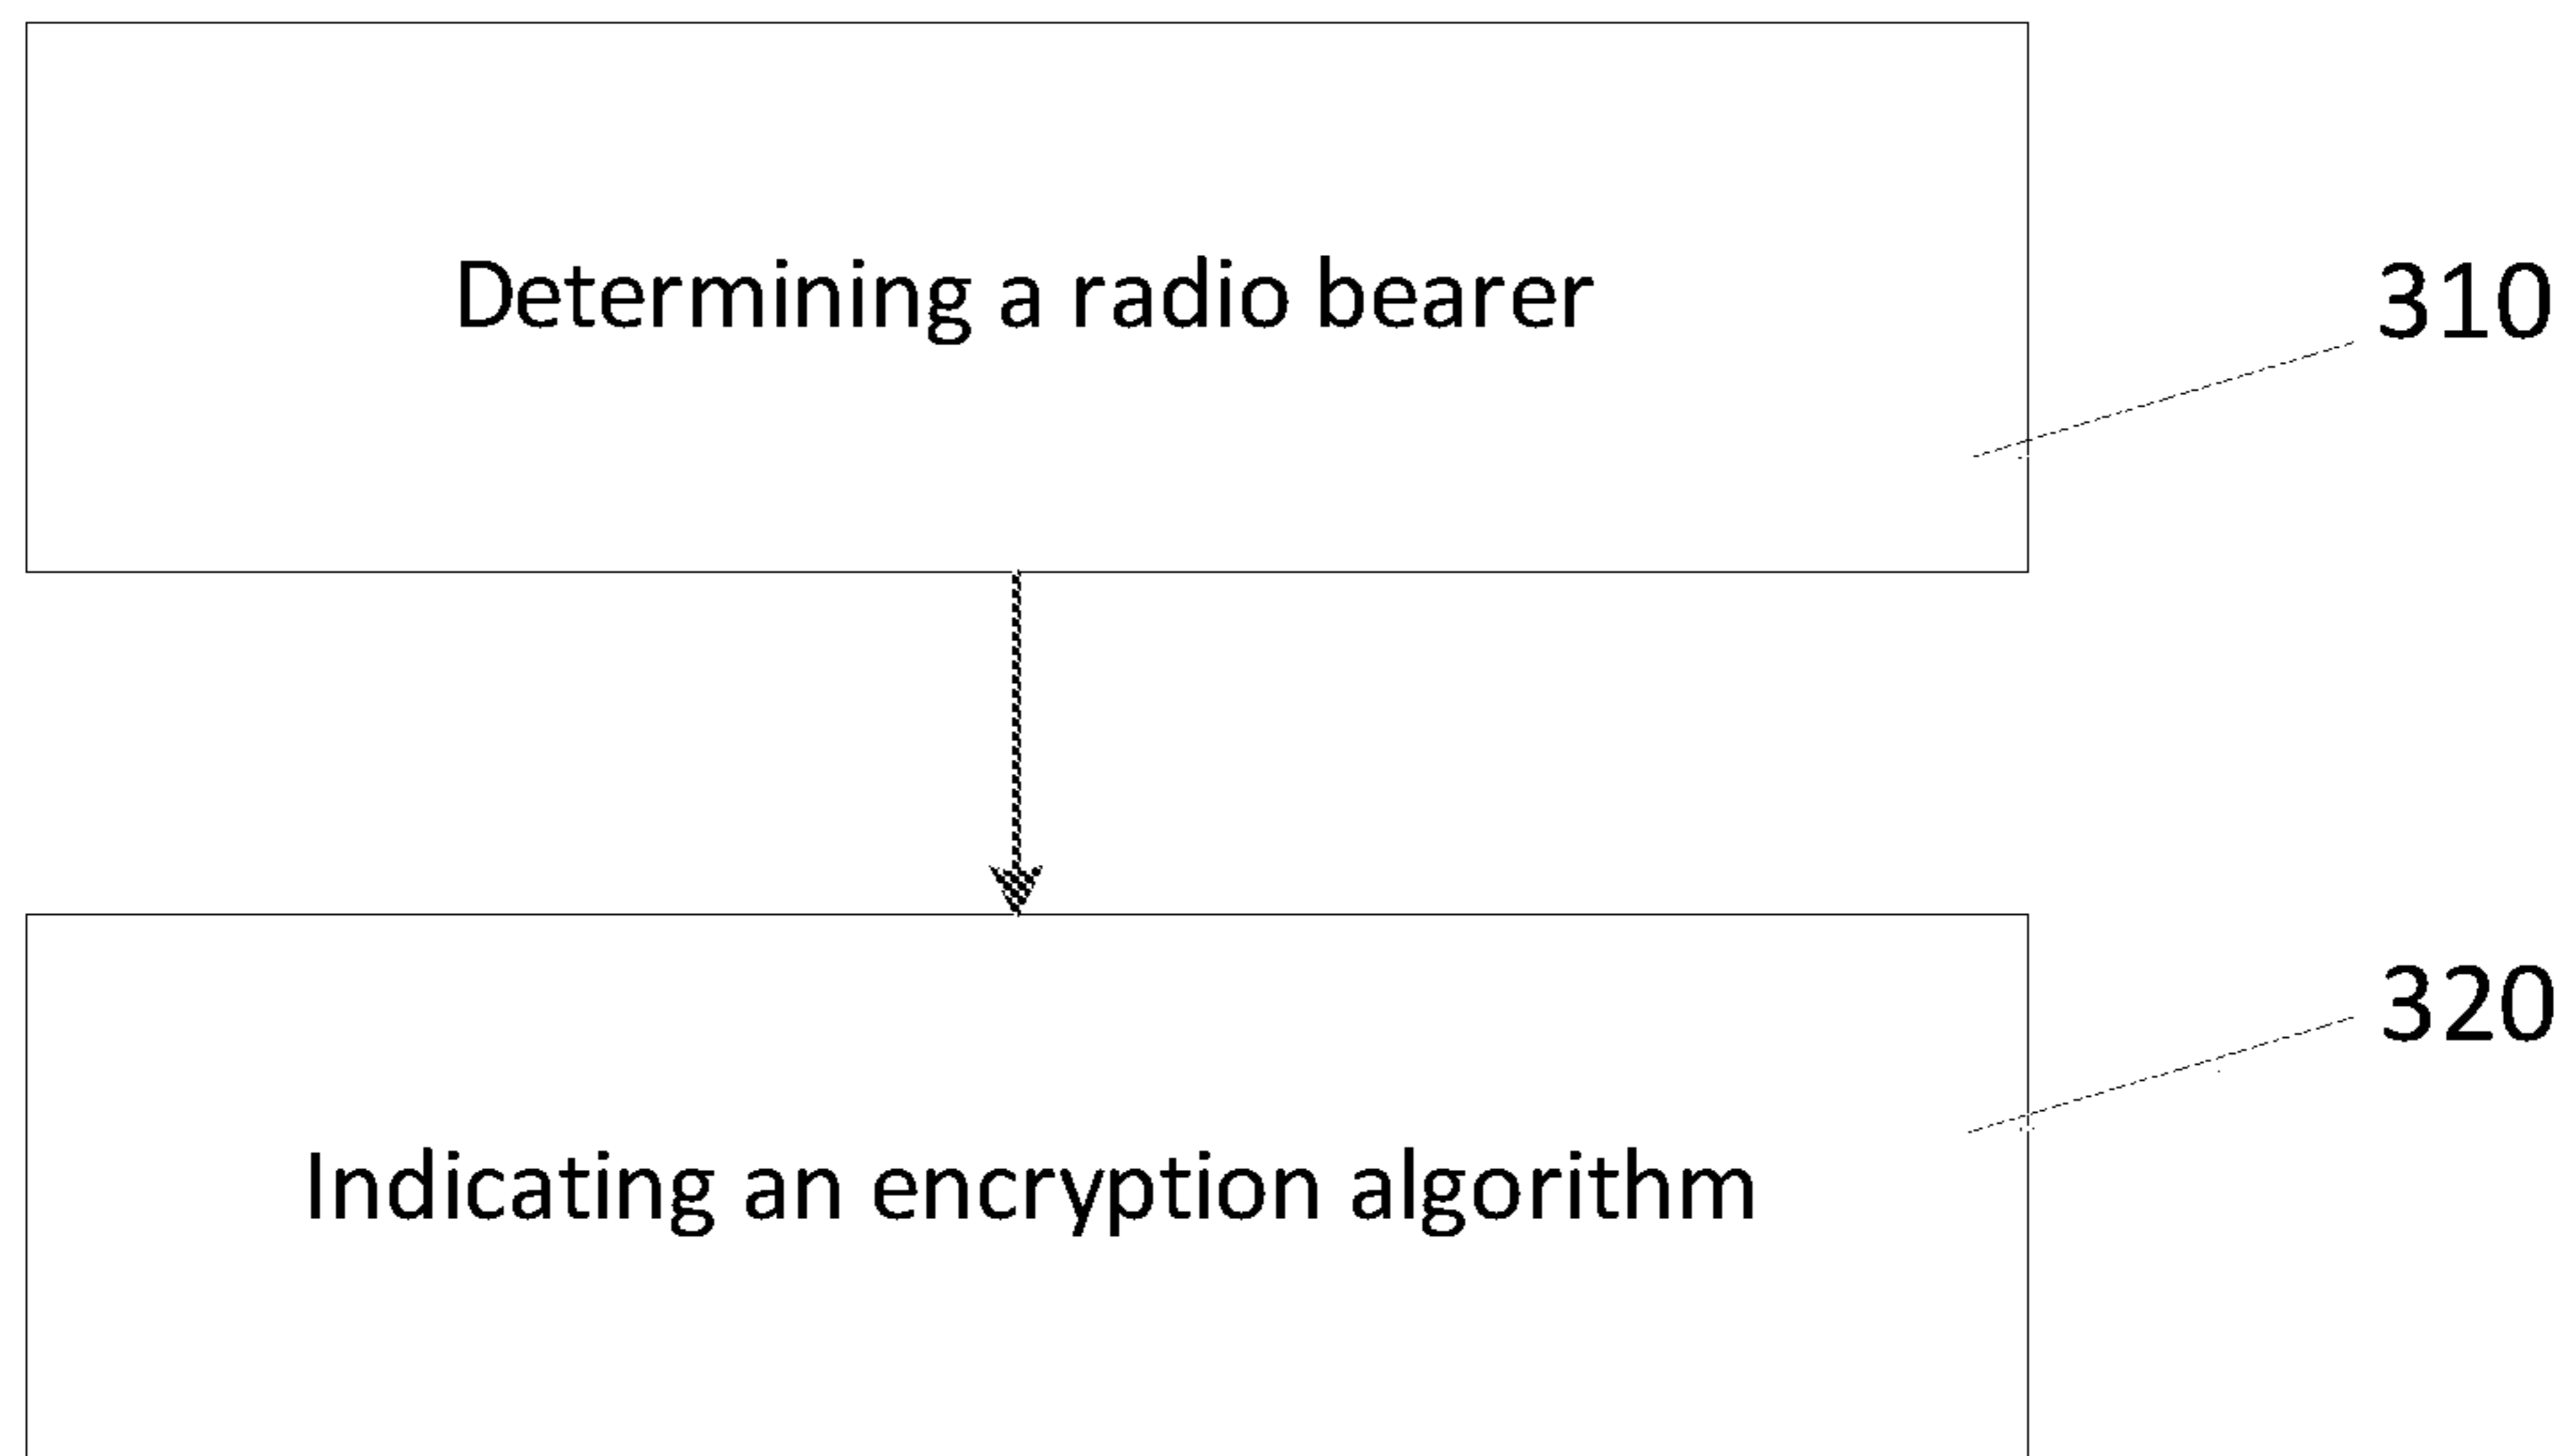 Determining a radio bearer
310
320
Indicating an encryption algorithm